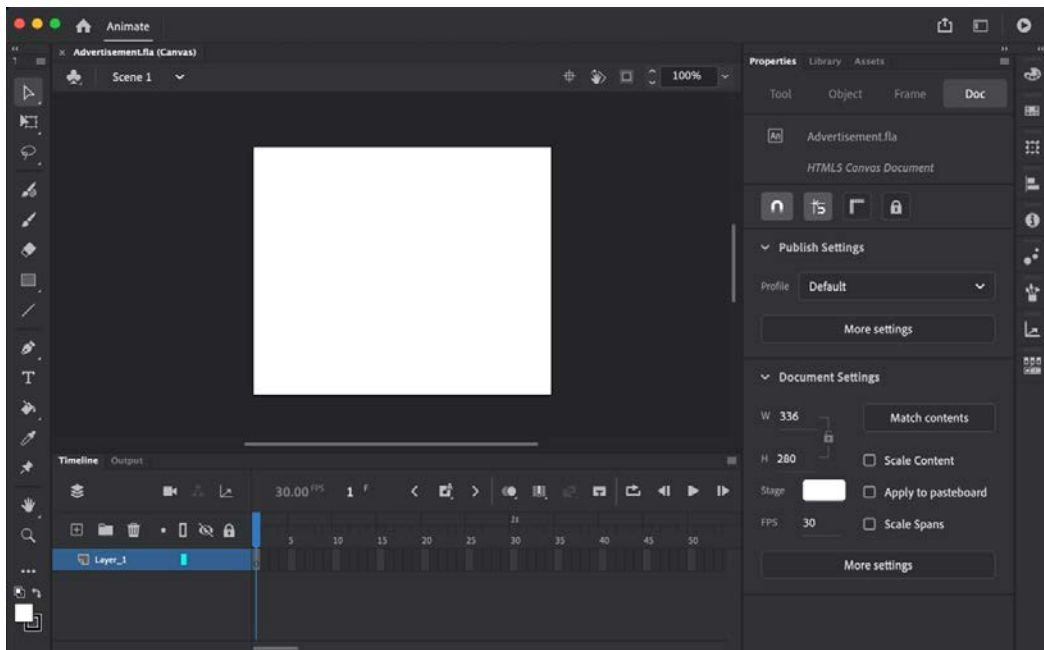 Animate
× Advertisement.fla (Canvas)
Scene 1
100%
Properties Library Assets
Tool Object Frame Doc
An Advertisement.fla
HTML5 Canvas Document
Publish Settings
Profile Default
More settings
Document Settings
W 336 Match contents
H 280 Scale Content
Stage Apply to pasteboard
FPS 30 Scale Spans
More settings
Timeline Output
30.00 FPS 1 F
1s
5 10 15 20 25 30 35 40 45 50
Layer_1
T